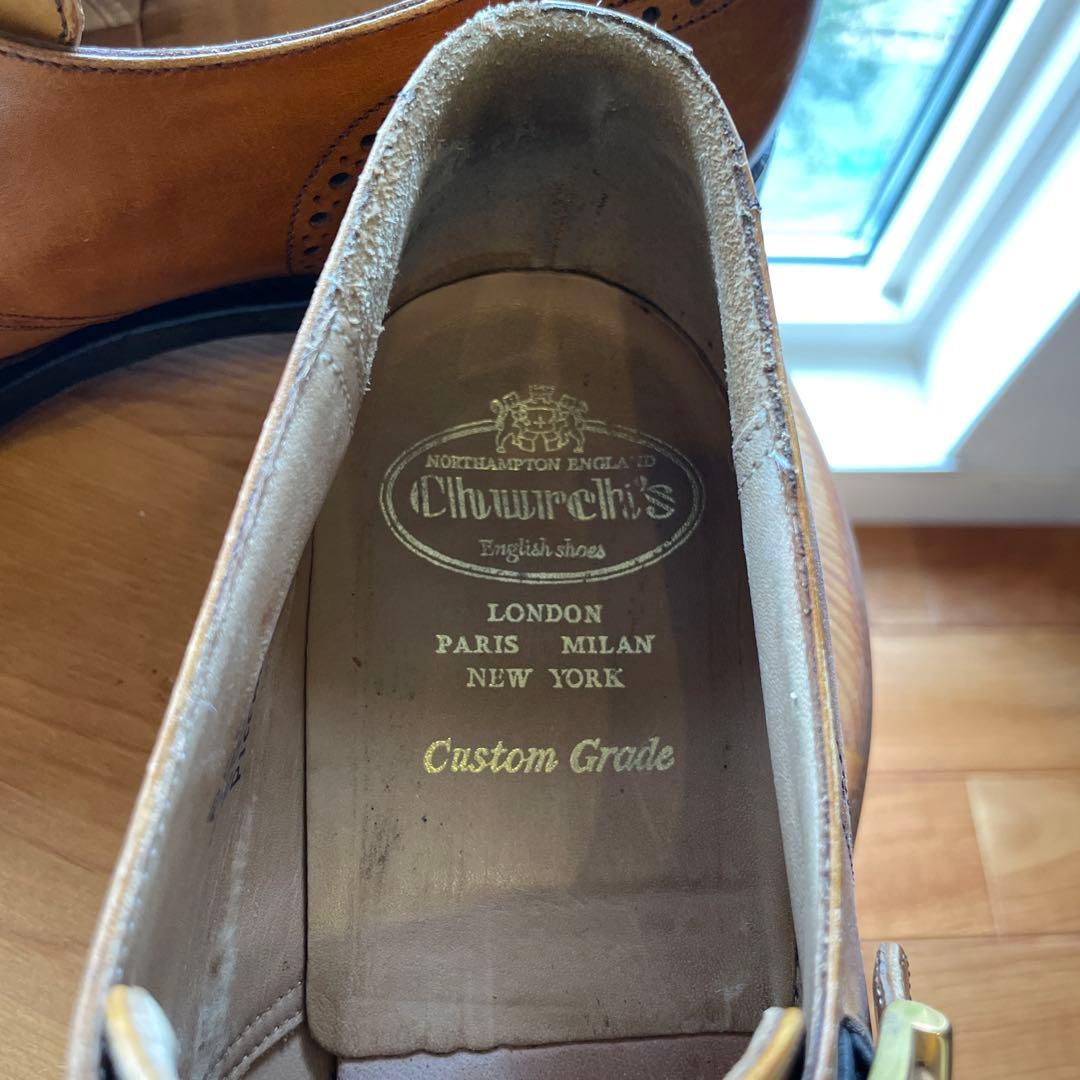 NORTHAMPTON ENGLAND
Church's
English shoes
LONDON
PARIS MILAN
NEW YORK
Custom Grade